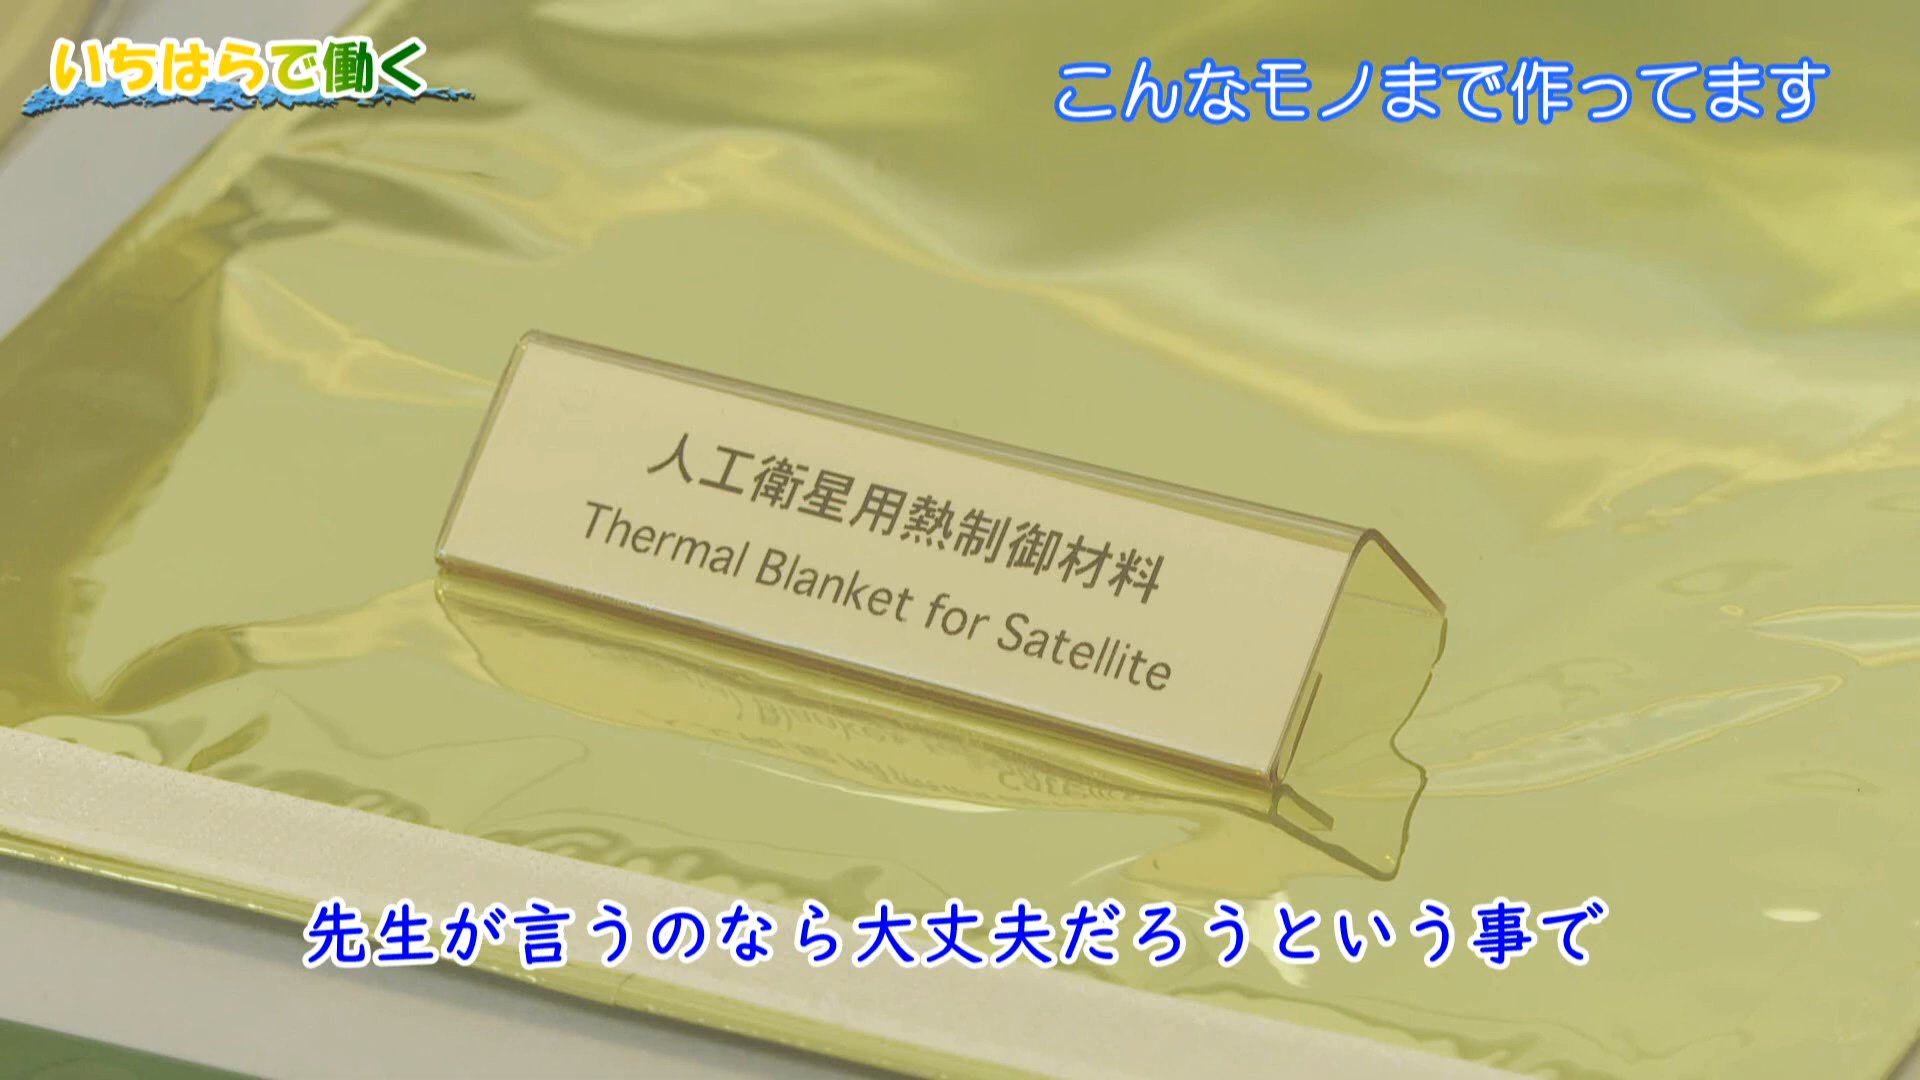 いちはらで働く
こんなモノまで作ってます
人工衛星用熱制御材料
Thermal Blanket for Satellite
先生が言うのなら大丈夫だろうという事で